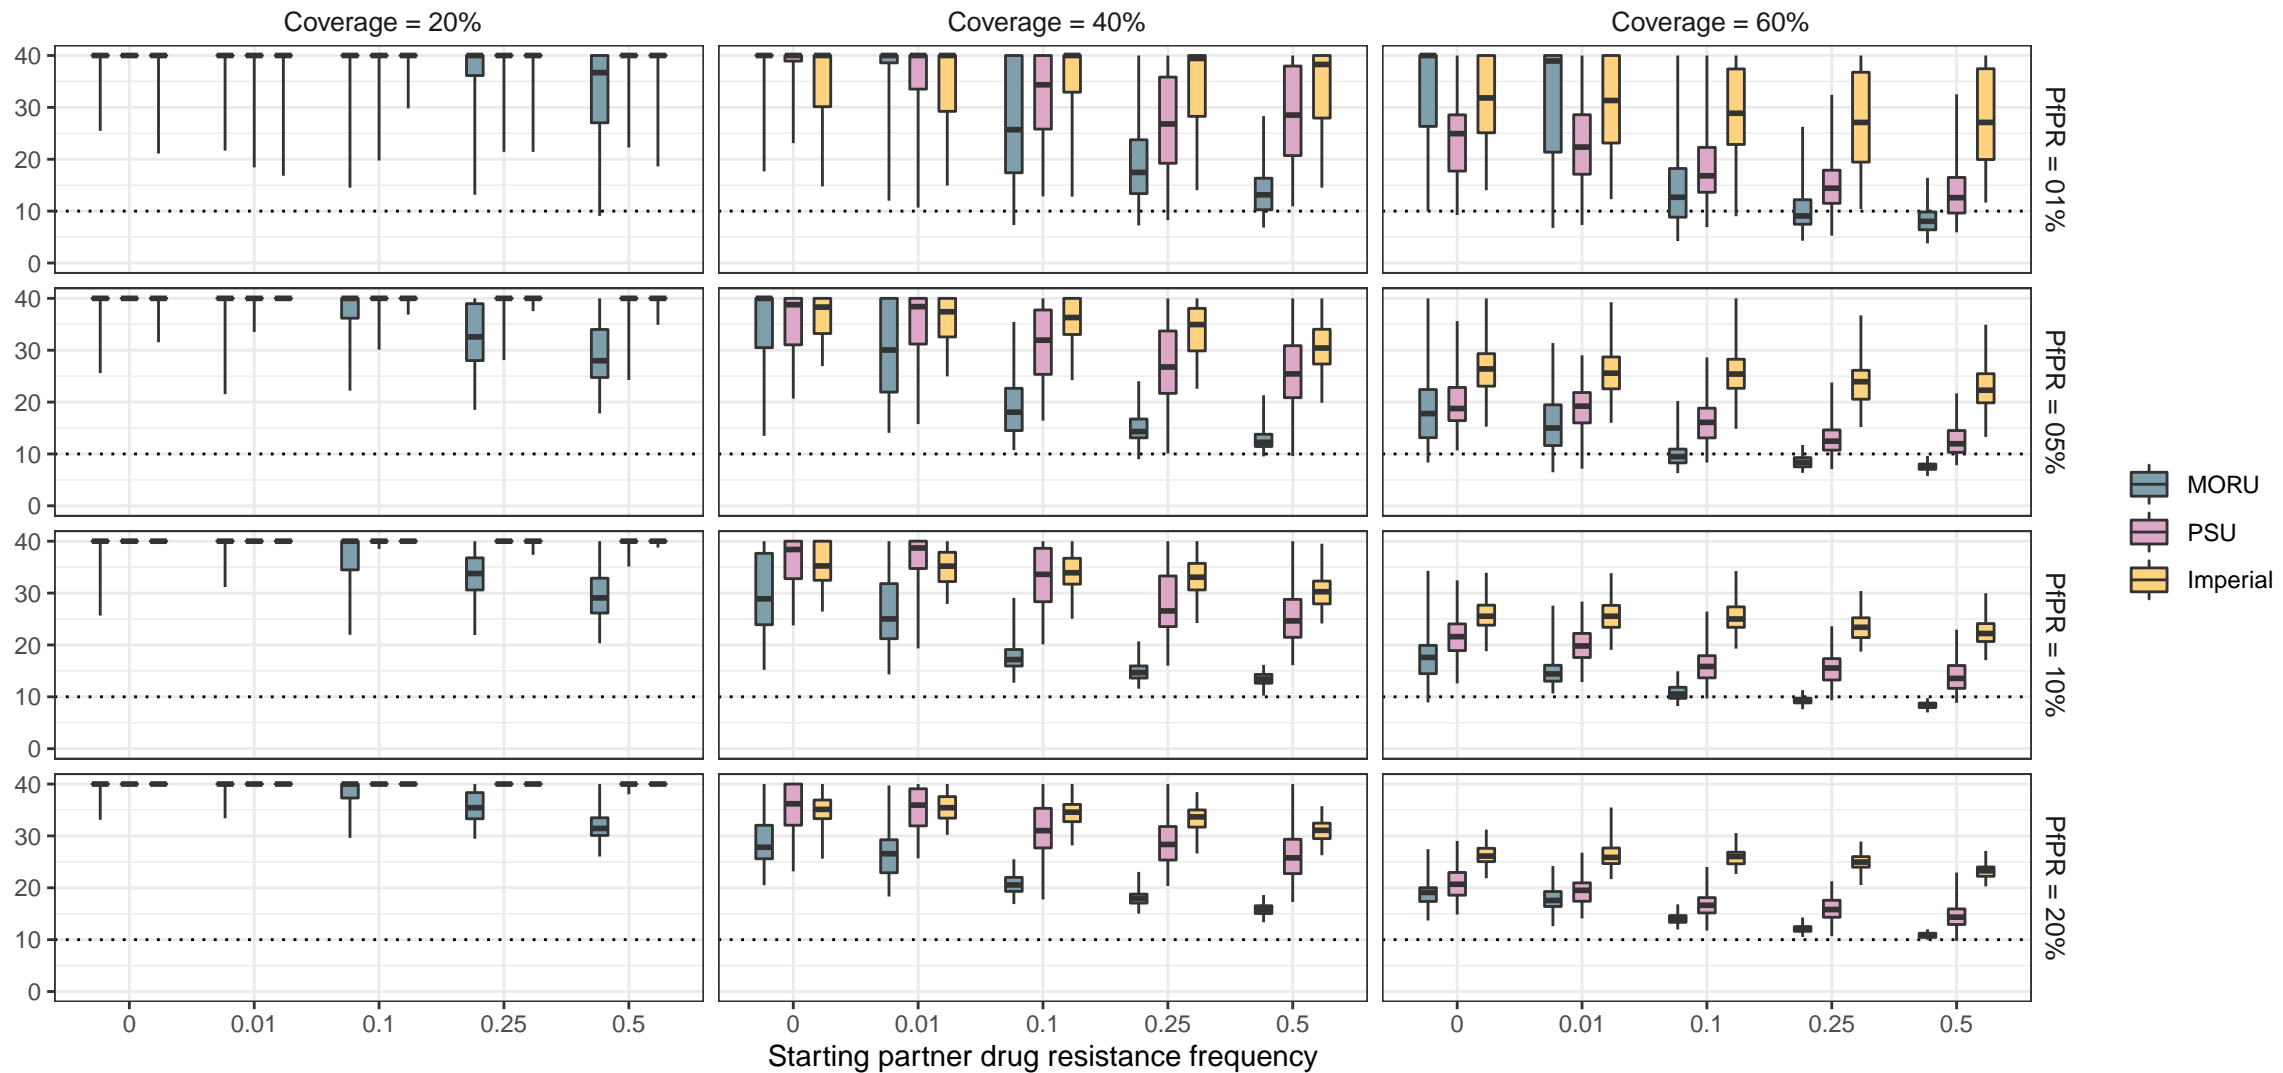 Coverage = 20%
Coverage = 40%
Coverage = 60%
40
30
20
10
0
PfPR = 01%
40
30
20
10
0
PfPR = 05%
40
30
20
10
0
PfPR = 10%
40
30
20
10
0
PfPR = 20%
0 0.01 0.1 0.25 0.5
0 0.01 0.1 0.25 0.5
0 0.01 0.1 0.25 0.5
Starting partner drug resistance frequency
MORU
PSU
Imperial